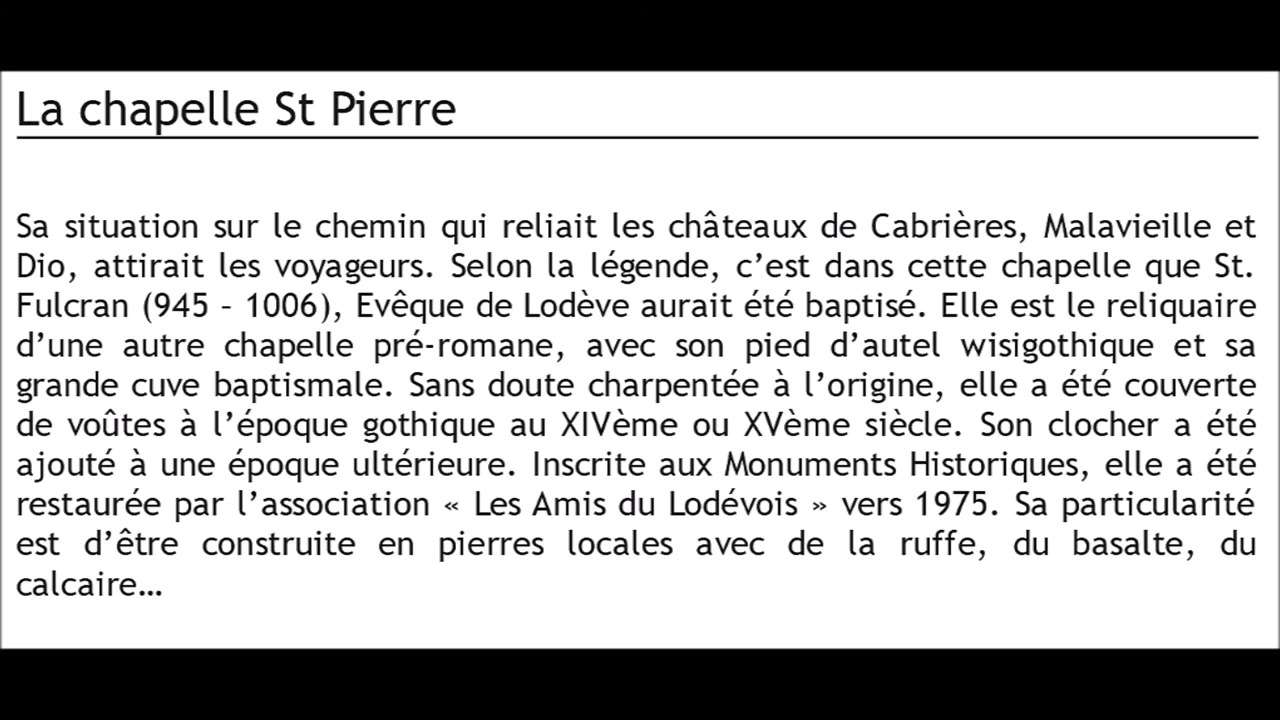 La chapelle St Pierre
Sa situation sur le chemin qui reliait les châteaux de Cabrières, Malavieille et
Dio, attirait les voyageurs. Selon la légende, c’est dans cette chapelle que St.
Fulcran (945 – 1006), Evêque de Lodève aurait été baptisé. Elle est le reliquaire
d’une autre chapelle pré-romane, avec son pied d’autel wisigothique et sa
grande cuve baptismale. Sans doute charpentée à l’origine, elle a été couverte
de voûtes à l’époque gothique au XIVème ou XVème siècle. Son clocher a été
ajouté à une époque ultérieure. Inscrite aux Monuments Historiques, elle a été
restaurée par l’association « Les Amis du Lodévois » vers 1975. Sa particularité
est d’être construite en pierres locales avec de la ruffe, du basalte, du
calcaire…